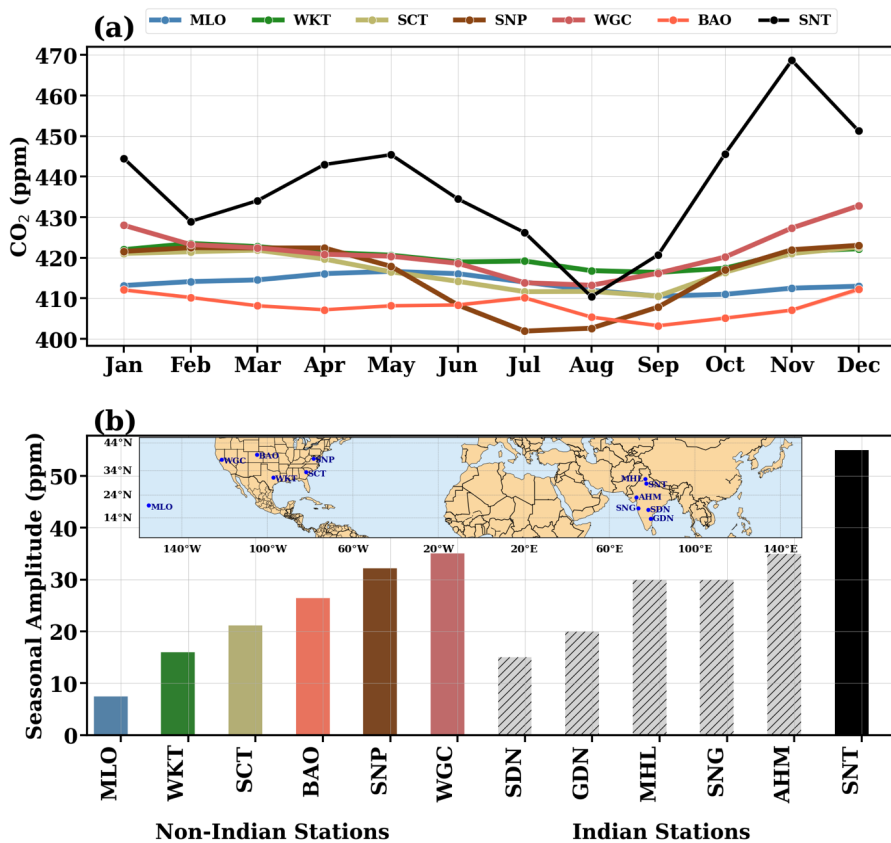 (a)
MLO WKT SCT SNP WGC BAO SNT
CO₂ (ppm)
470
460
450
440
430
420
410
400
Jan Feb Mar Apr May Jun Jul Aug Sep Oct Nov Dec
(b)
Seasonal Amplitude (ppm)
50
40
30
20
10
0
44°N
34°N
24°N
14°N
WGC
BAO
SNP
SCT
WKT
MLO
MHL
SNT
AHM
SNG
SDN
GDN
140°W 100°W 60°W 20°W 20°E 60°E 100°E 140°E
MLO WKT SCT BAO SNP WGC SDN GDN MHL SNG AHM SNT
Non-Indian Stations Indian Stations